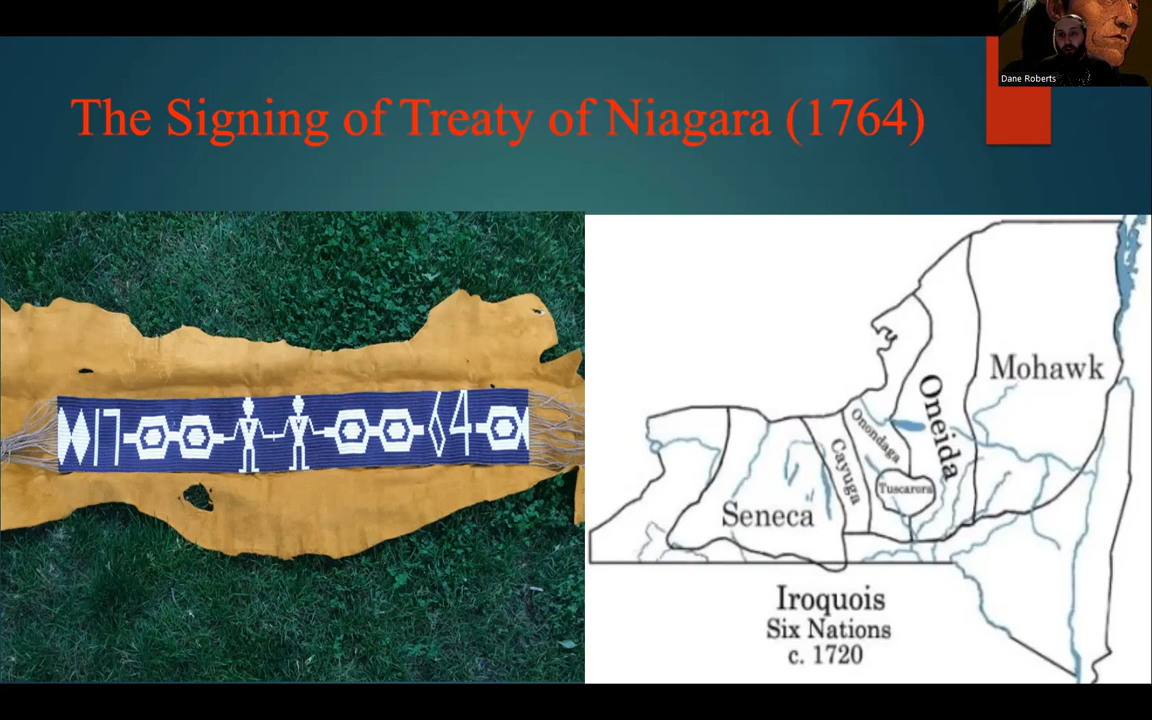 Dane Roberts
The Signing of Treaty of Niagara (1764)
17 64
Mohawk
Oneida
Onondaga
Cayuga
Tuscarora
Seneca
Iroquois
Six Nations
c. 1720